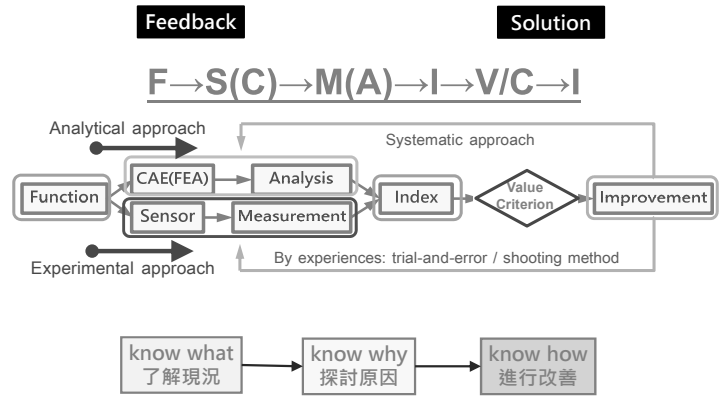 Feedback
Solution
F→S(C)→M(A)→I→V/C→I
Analytical approach
Systematic approach
CAE(FEA)
Analysis
Function
Index
Value
Criterion
Improvement
Sensor
Measurement
Experimental approach
By experiences: trial-and-error / shooting method
know what
了解現況
know why
探討原因
know how
進行改善